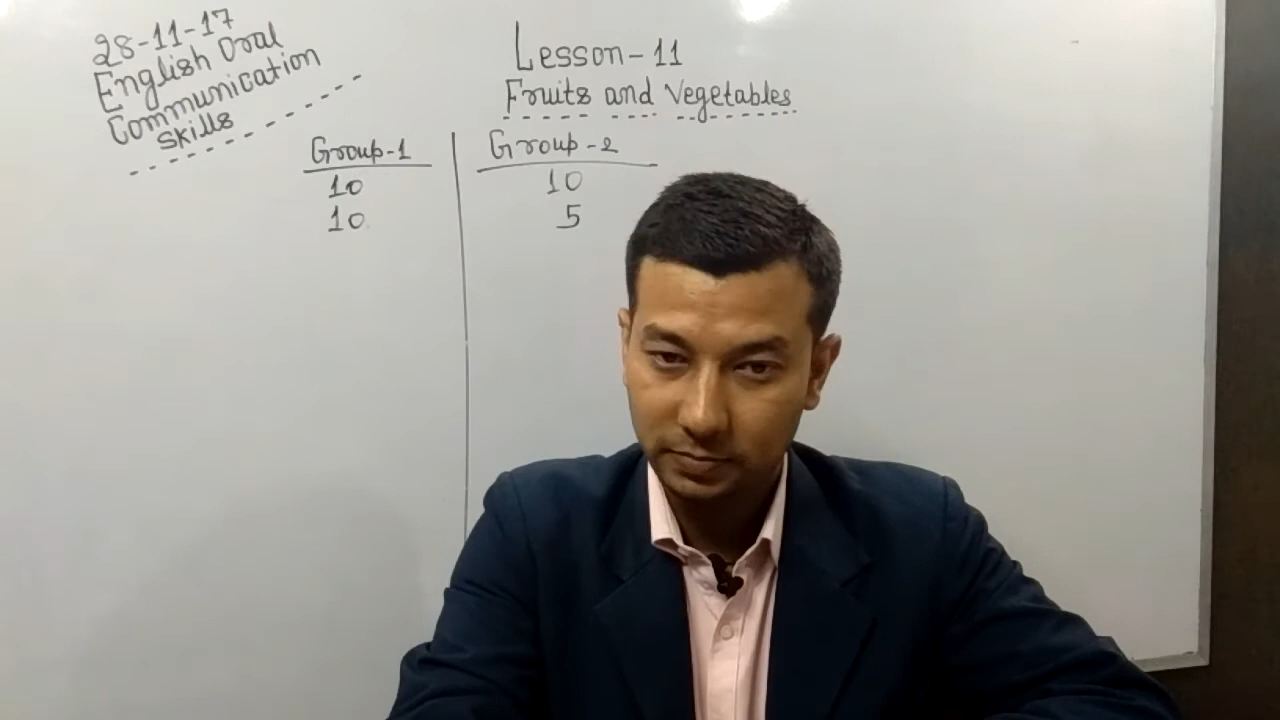 28-11-17
English Oral
Communication
Skills
Lesson-11
Fruits and Vegetables
Group-1
10
10
Group-2
10
5